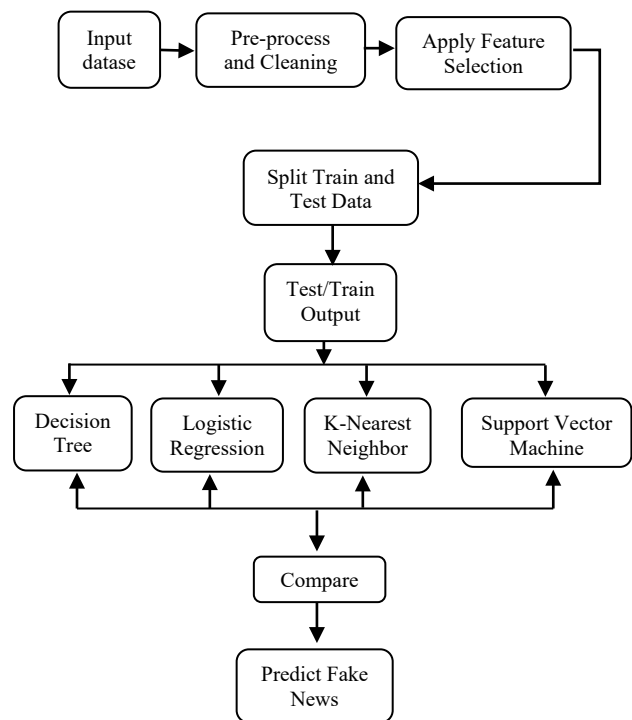 Input
datase
Pre-process
and Cleaning
Apply Feature
Selection
Split Train and
Test Data
Test/Train
Output
Decision
Tree
Logistic
Regression
K-Nearest
Neighbor
Support Vector
Machine
Compare
Predict Fake
News